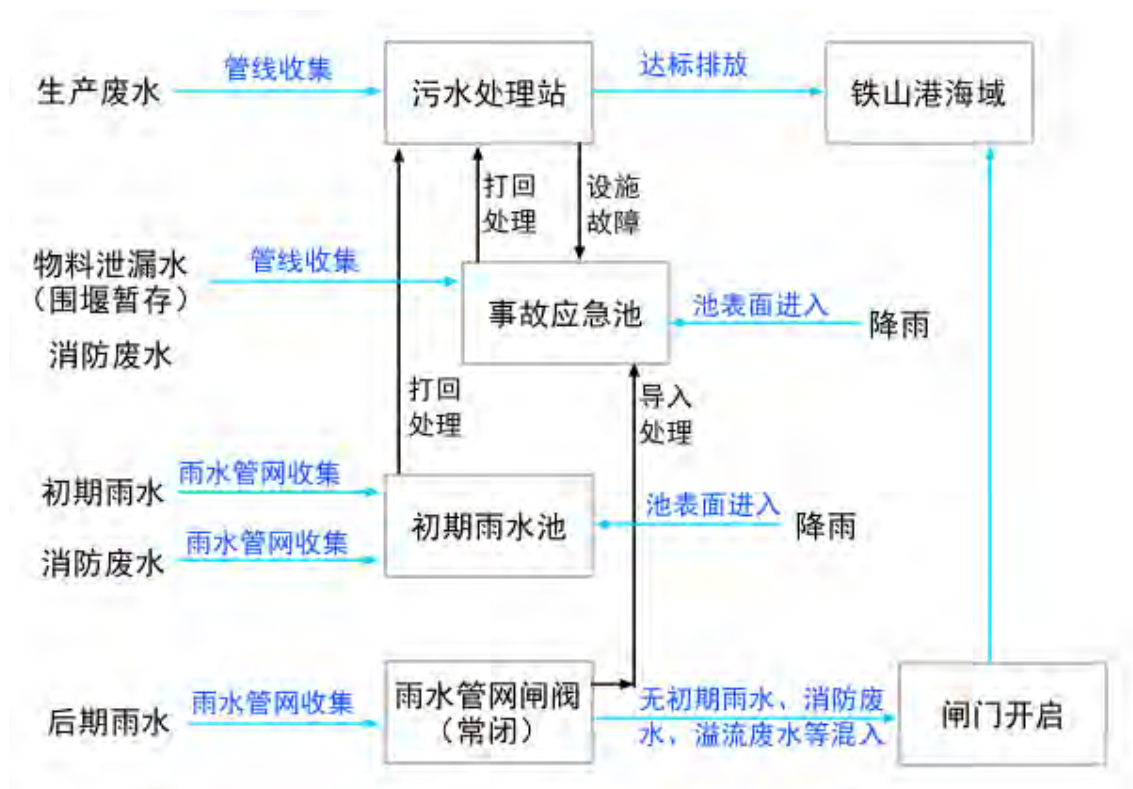 生产废水
管线收集
污水处理站
达标排放
铁山港海域
打回
处理
设施
故障
物料泄漏水
（围堰暂存）
管线收集
消防废水
事故应急池
池表面进入
降雨
打回
处理
导入
处理
初期雨水
雨水管网收集
消防废水
雨水管网收集
初期雨水池
池表面进入
降雨
后期雨水
雨水管网收集
雨水管网闸阀
（常闭）
无初期雨水、消防废
水、溢流废水等混入
闸门开启